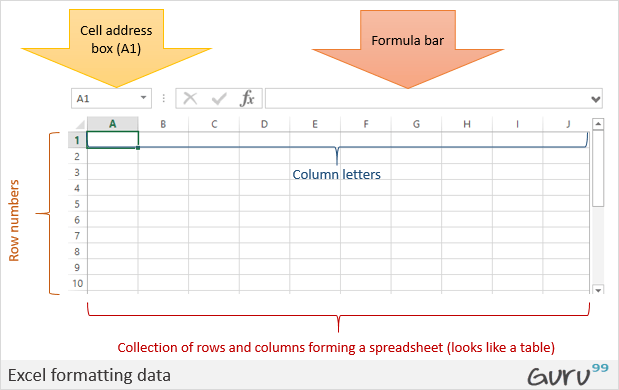 Cell address
box (A1)
Formula bar
A1
fx
A B C D E F G H I J
1
2
3
4
5
6
7
8
9
10
Column letters
Row numbers
Collection of rows and columns forming a spreadsheet (looks like a table)
Excel formatting data
Guru99